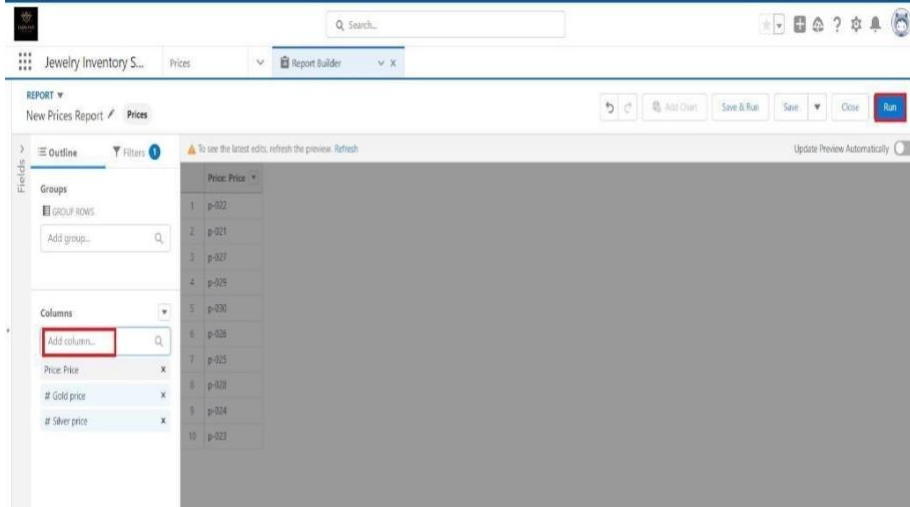 Search...
Jewelry Inventory S... Prices Report Builder X
REPORT
New Prices Report Prices Add Chart Save & Run Save Close Run
Fields
Outline Filters 1 To see the latest edits, refresh the preview. Refresh Update Preview Automatically
Groups
GROUP ROWS
Add group...
Columns
Add column...
Price: Price X
# Gold price X
# Silver price X
Price: Price
1 p-022
2 p-021
3 p-027
4 p-029
5 p-030
6 p-026
7 p-025
8 p-028
9 p-024
10 p-023